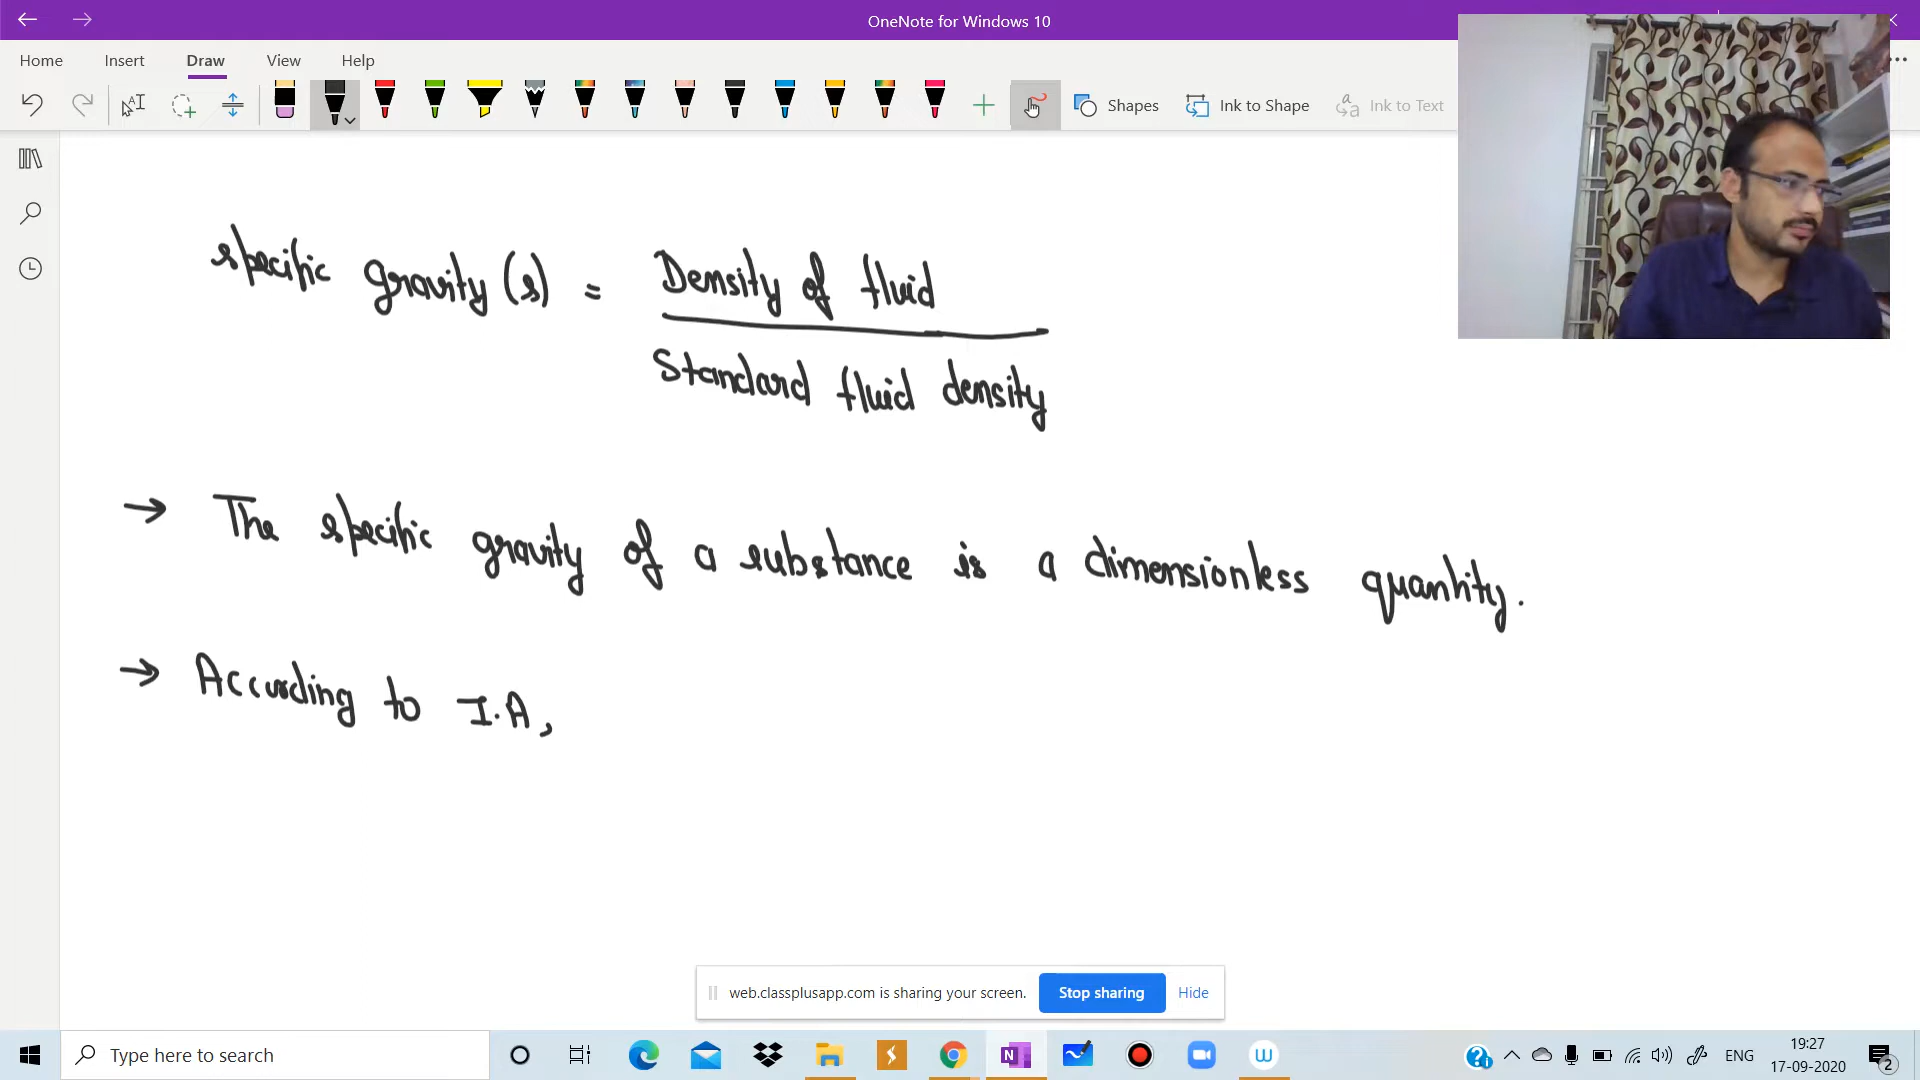 OneNote for Windows 10
Home Insert Draw View Help
Shapes Ink to Shape Ink to Text
specific gravity (s) = Density of fluid
Standard fluid density
→ The specific gravity of a substance is a dimensionless quantity.
→ According to I.A,
web.classplusapp.com is sharing your screen. Stop sharing Hide
Type here to search
ENG
19:27
17-09-2020
2